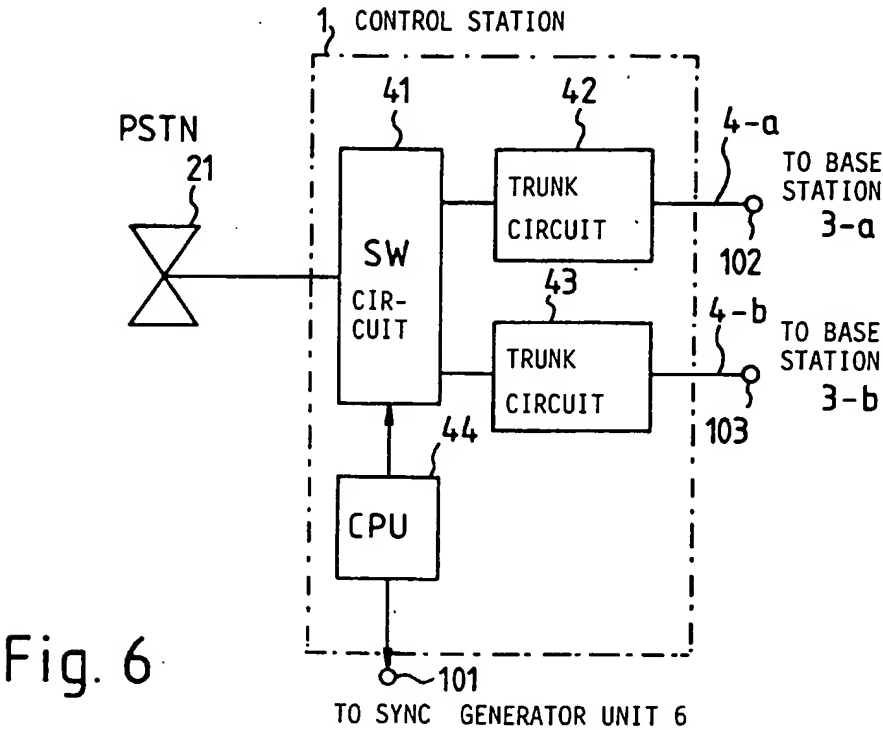 1 CONTROL STATION
PSTN
21
41
42
4-a
TO BASE
STATION
3-a
102
TRUNK
CIRCUIT
SW
CIR-
CUIT
43
4-b
TO BASE
STATION
3-b
103
TRUNK
CIRCUIT
44
CPU
101
TO SYNC GENERATOR UNIT 6
Fig. 6